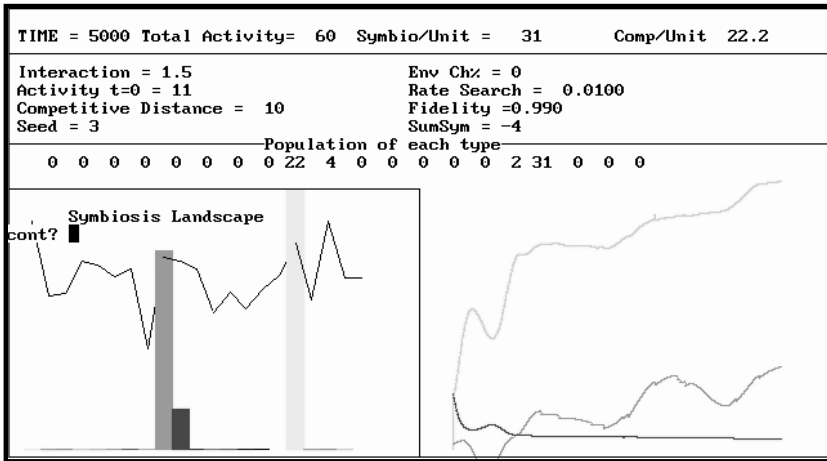 TIME = 5000 Total Activity= 60 Symbio/Unit = 31 Comp/Unit 22.2
Interaction = 1.5 Env Ch% = 0
Activity t=0 = 11 Rate Search = 0.0100
Competitive Distance = 10 Fidelity =0.990
Seed = 3 SumSym = -4
Population of each type
0 0 0 0 0 0 0 0 22 4 0 0 0 0 0 2 31 0 0 0
Symbiosis Landscape
cont?